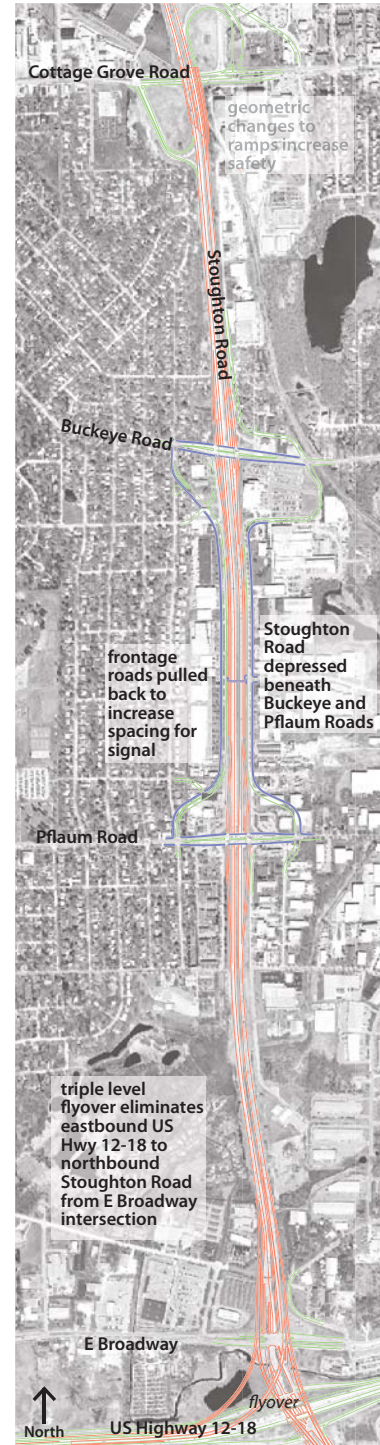 Cottage Grove Road
geometric
changes to
ramps increase
safety
Stoughton Road
Buckeye Road
Stoughton
Road
depressed
beneath
Buckeye and
Pflaum Roads
frontage
roads pulled
back to
increase
spacing for
signal
Pflaum Road
triple level
flyover eliminates
eastbound US
Hwy 12-18 to
northbound
Stoughton Road
from E Broadway
intersection
E Broadway
flyover
North
US Highway 12-18